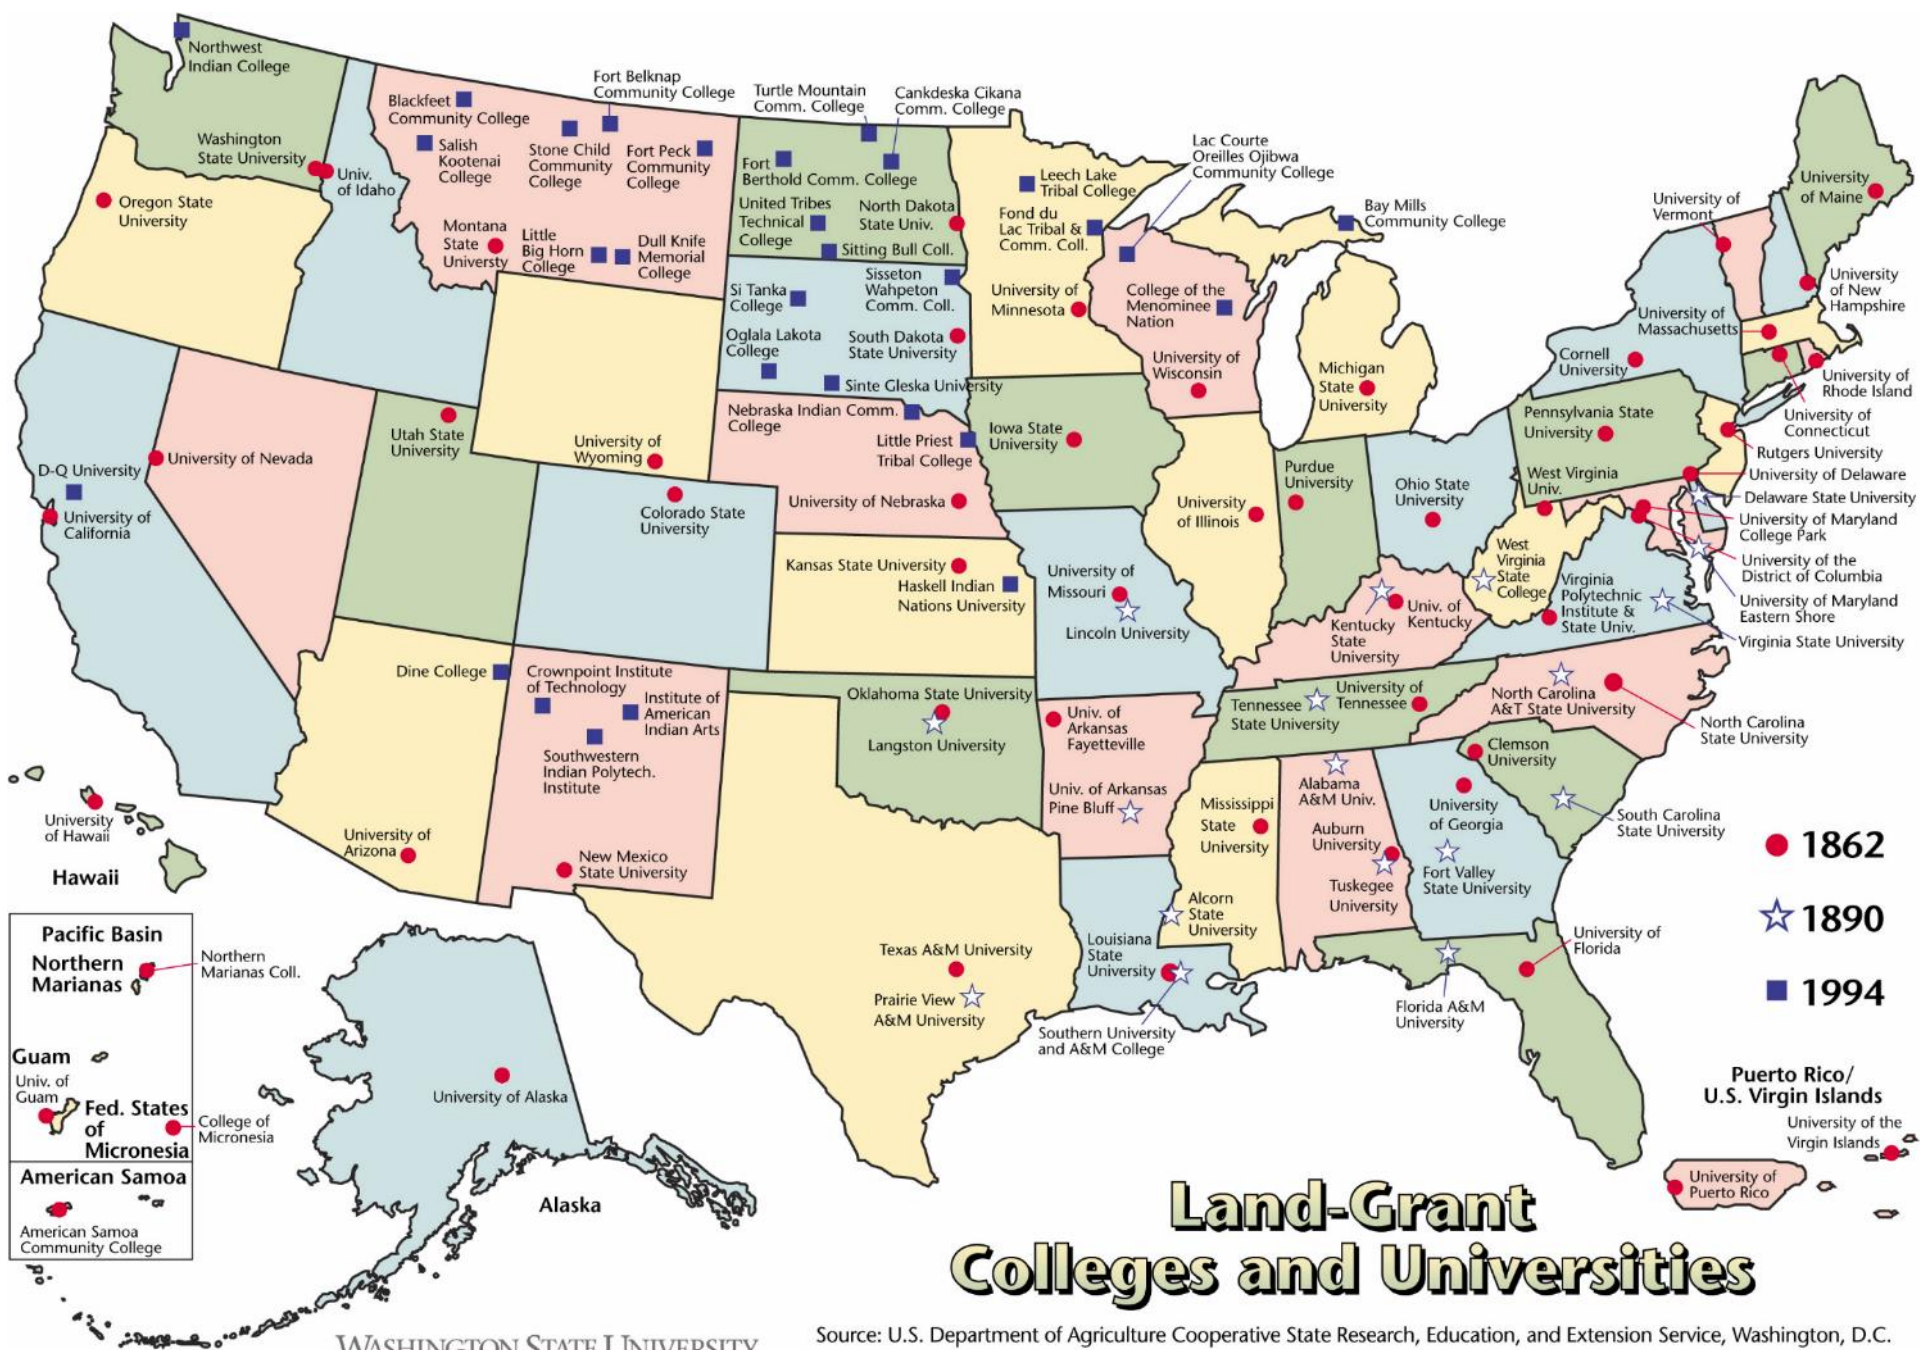 Northwest
Indian College
Washington
State University
Univ.
of Idaho
Oregon State
University
Blackfeet
Community College
Salish
Kootenai
College
Fort Belknap
Community College
Stone Child
Community
College
Fort Peck
Community
College
Montana
State
Universty
Little
Big Horn
College
Dull Knife
Memorial
College
Turtle Mountain
Comm. College
Cankdeska Cikana
Comm. College
Fort
Berthold Comm. College
United Tribes
Technical
College
North Dakota
State Univ.
Sitting Bull Coll.
Si Tanka
College
Sisseton
Wahpeton
Comm. Coll.
Oglala Lakota
College
South Dakota
State University
Sinte Gleska University
Nebraska Indian Comm.
College
Little Priest
Tribal College
University of Nebraska
Leech Lake
Tribal College
Fond du
Lac Tribal &
Comm. Coll.
University of
Minnesota
Lac Courte
Oreilles Ojibwa
Community College
Bay Mills
Community College
College of the
Menominee
Nation
University of
Wisconsin
Michigan
State
University
University of
Vermont
University
of Maine
University
of New
Hampshire
University of
Massachusetts
Cornell
University
University of
Rhode Island
University of
Connecticut
Pennsylvania State
University
Rutgers University
University of Delaware
Delaware State University
University of Maryland
College Park
University of the
District of Columbia
University of Maryland
Eastern Shore
Virginia State University
West Virginia
Univ.
West
Virginia
State
College
Virginia
Polytechnic
Institute &
State Univ.
Ohio State
University
Purdue
University
University
of Illinois
Iowa State
University
Utah State
University
University of
Wyoming
Colorado State
University
University of Nevada
D-Q University
University of
California
Kansas State University
Haskell Indian
Nations University
University of
Missouri
Lincoln University
Kentucky
State
University
Univ. of
Kentucky
Tennessee
State University
University of
Tennessee
North Carolina
A&T State University
North Carolina
State University
Clemson
University
South Carolina
State University
University
of Georgia
Fort Valley
State University
Alabama
A&M Univ.
Auburn
University
Tuskegee
University
Mississippi
State
University
Alcorn
State
University
Univ. of
Arkansas
Fayetteville
Univ. of Arkansas
Pine Bluff
Oklahoma State University
Langston University
Dine College
Crownpoint Institute
of Technology
Institute of
American
Indian Arts
Southwestern
Indian Polytech.
Institute
University of
Arizona
New Mexico
State University
Texas A&M University
Prairie View
A&M University
Louisiana
State
University
Southern University
and A&M College
Florida A&M
University
University of
Florida
1862
1890
1994
University
of Hawaii
Hawaii
Pacific Basin
Northern
Marianas
Northern
Marianas Coll.
Guam
Univ. of
Guam
Fed. States
of
Micronesia
College of
Micronesia
American Samoa
American Samoa
Community College
University of Alaska
Alaska
Puerto Rico/
U.S. Virgin Islands
University of the
Virgin Islands
University of
Puerto Rico
Land-Grant
Colleges and Universities
WASHINGTON STATE UNIVERSITY
Source: U.S. Department of Agriculture Cooperative State Research, Education, and Extension Service, Washington, D.C.